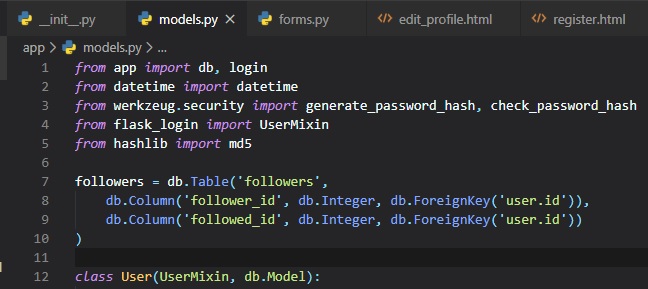 __init__.py models.py × forms.py <> edit_profile.html <> register.html
app > models.py > ...
1 from app import db, login
2 from datetime import datetime
3 from werkzeug.security import generate_password_hash, check_password_hash
4 from flask_login import UserMixin
5 from hashlib import md5
6
7 followers = db.Table('followers',
8     db.Column('follower_id', db.Integer, db.ForeignKey('user.id')),
9     db.Column('followed_id', db.Integer, db.ForeignKey('user.id'))
10 )
11
12 class User(UserMixin, db.Model):